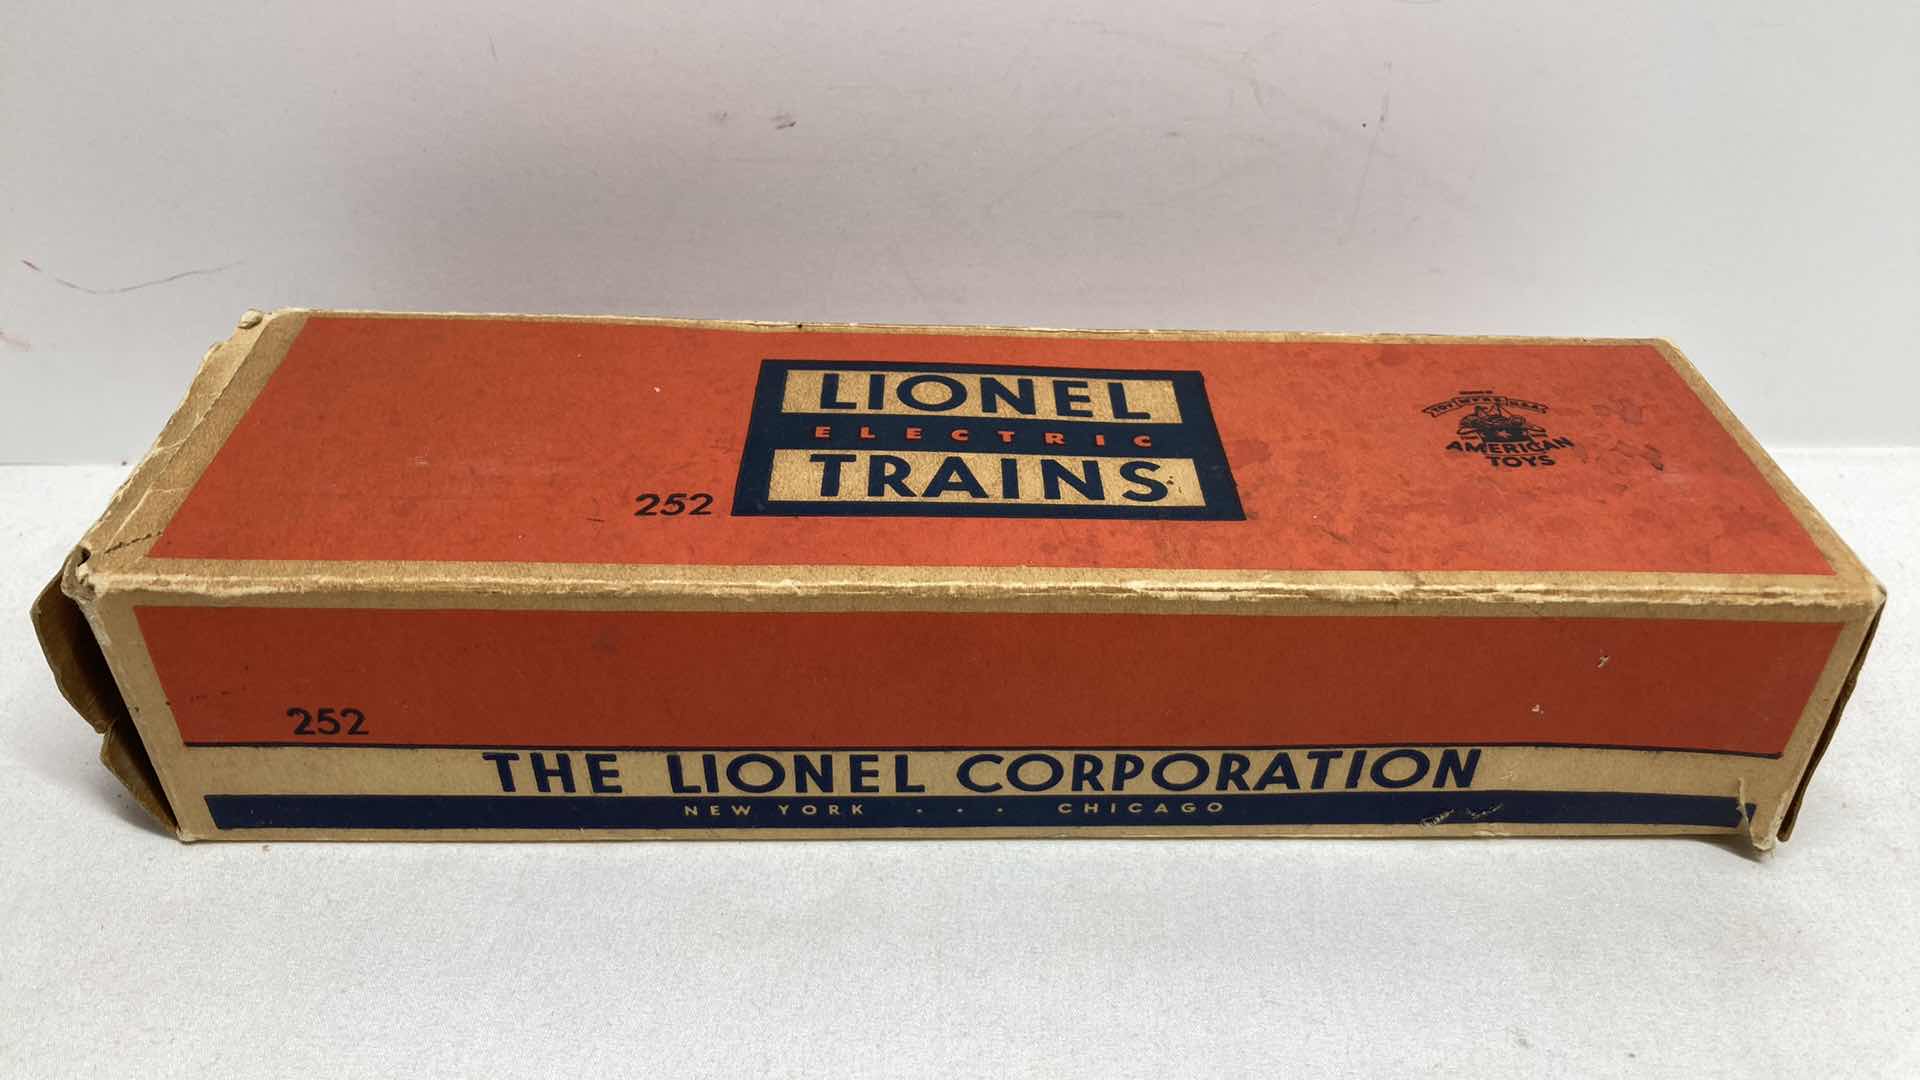 LIONEL
ELECTRIC
TRAINS
252
AMERICAN
TOYS
252
THE LIONEL CORPORATION
NEW YORK . . . CHICAGO